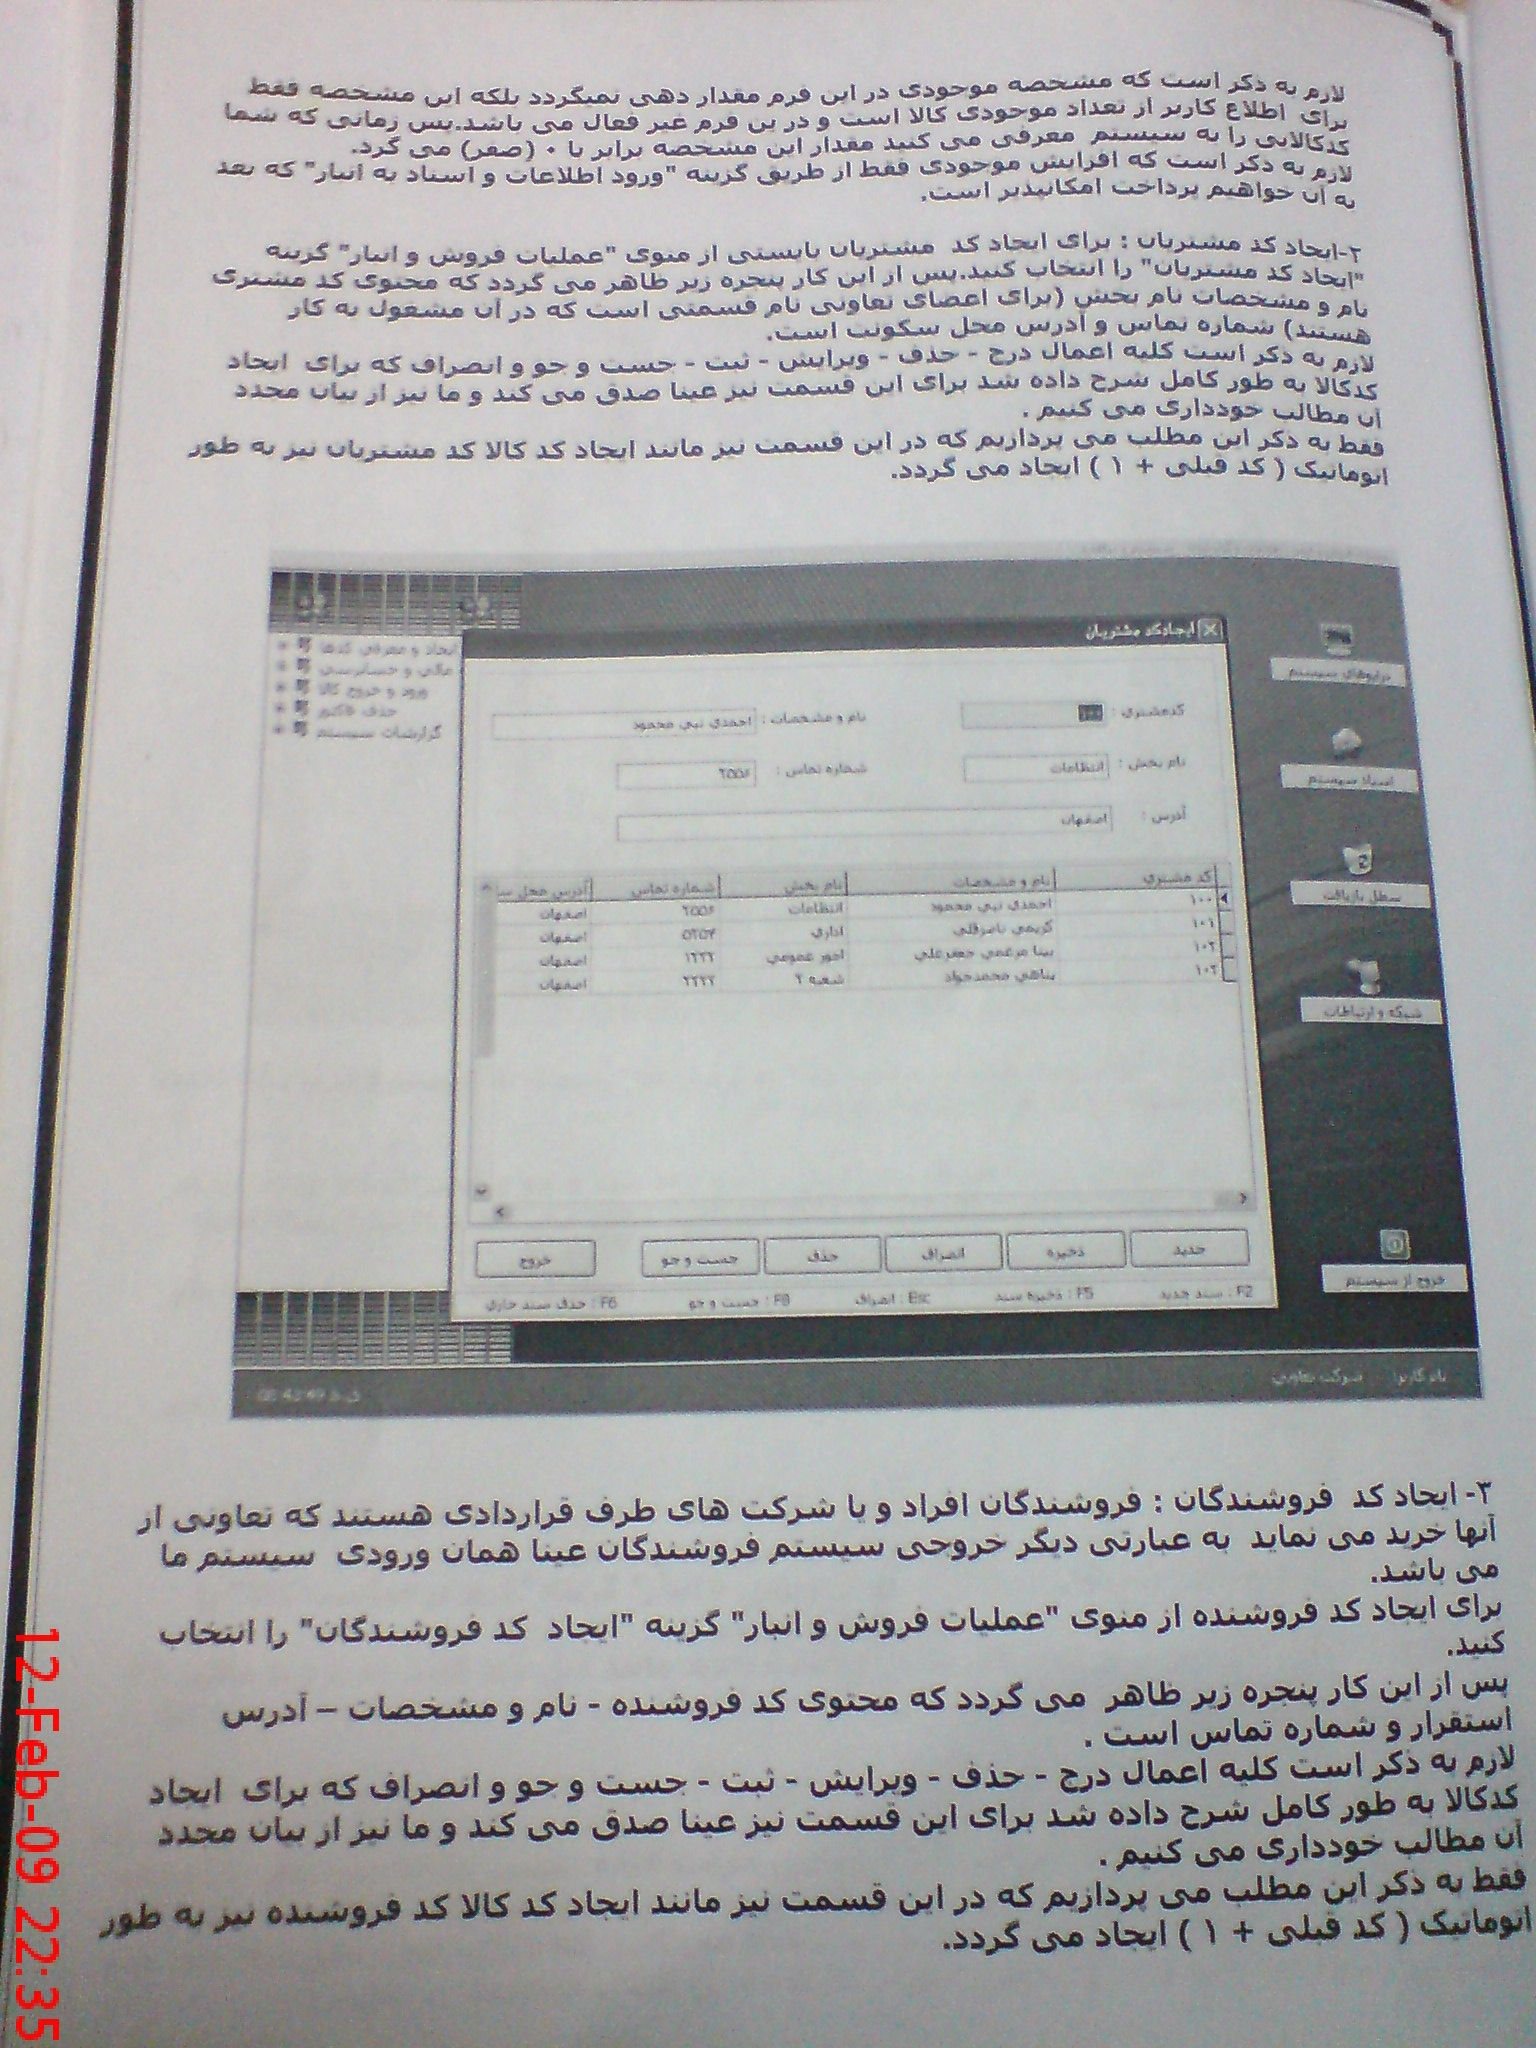 لازم به ذکر است که مشخصه موجودی در این فرم مقدار دهی نمیگردد بلکه این مشخصه فقط
برای اطلاع کاربر از تعداد موجودی کالا است و در ین فرم غیر فعال می باشد.پس زمانی که شما
کدکالایی را به سیستم معرفی می کنید مقدار این مشخصه برابر با ۰ (صفر) می گرد.
لازم به ذکر است که افزایش موجودی فقط از طریق گزینه "ورود اطلاعات و اسناد به انبار" که بعد
به آن خواهیم پرداخت امکانپذیر است.
۲-ایجاد کد مشتریان : برای ایجاد کد مشتریان بایستی از منوی "عملیات فروش و انبار" گزینه
"ایجاد کد مشتریان" را انتخاب کنید.پس از این کار پنجره زیر ظاهر می گردد که محتوی کد مشتری
نام و مشخصات نام بخش (برای اعضای تعاونی نام قسمتی است که در آن مشغول به کار
هستند) شماره تماس و آدرس محل سکونت است.
لازم به ذکر است کلیه اعمال درج - حذف - ویرایش - ثبت - جست و جو و انصراف که برای ایجاد
کدکالا به طور کامل شرح داده شد برای این قسمت نیز عینا صدق می کند و ما نیز از بیان مجدد
آن مطالب خودداری می کنیم .
فقط به ذکر این مطلب می پردازیم که در این قسمت نیز مانند ایجاد کد کالا کد مشتریان نیز به طور
اتوماتیک ( کد قبلی + ۱ ) ایجاد می گردد.
ایجادکد مشتریان
ایجاد و معرفی کدها
مالی و حسابرسی
ورود و خروج کالا
حذف فاکتور
گزارشات سیستم
درایوهای سیستم
اسناد سیستم
سطل بازیافت
شبکه و ارتباطات
خروج از سیستم
کدمشتری : ۱۰۰ نام و مشخصات : احمدی نبی محمود
نام بخش : انتظامات شماره تماس : ۲۵۵۶
آدرس : اصفهان
کد مشتری نام و مشخصات نام بخش شماره تماس آدرس محل س
۱۰۰ احمدی نبی محمود انتظامات ۲۵۵۶ اصفهان
۱۰۱ کریمی ناصرقلی اداری ۵۲۵۳ اصفهان
۱۰۲ جعفرعلی امور عمومی ۱۲۲۲ اصفهان
۱۰۳ پناهی محمدجواد شعبه ۲ ۲۲۲۲ اصفهان
جدید ذخیره انصراف حذف جست و جو خروج
F2 : سند جدید F5 : ذخیره سند Esc : انصراف F8 : جست و جو F6 : حذف سند جاری
نام کاربر: شرکت تعاونی
۳- ایجاد کد فروشندگان : فروشندگان افراد و یا شرکت های طرف قراردادی هستند که تعاونی از
آنها خرید می نماید به عبارتی دیگر خروجی سیستم فروشندگان عینا همان ورودی سیستم ما
می باشد.
برای ایجاد کد فروشنده از منوی "عملیات فروش و انبار" گزینه "ایجاد کد فروشندگان" را انتخاب
کنید.
پس از این کار پنجره زیر ظاهر می گردد که محتوی کد فروشنده - نام و مشخصات – آدرس
استقرار و شماره تماس است .
لازم به ذکر است کلیه اعمال درج - حذف - ویرایش - ثبت - جست و جو و انصراف که برای ایجاد
کدکالا به طور کامل شرح داده شد برای این قسمت نیز عینا صدق می کند و ما نیز از بیان مجدد
آن مطالب خودداری می کنیم .
فقط به ذکر این مطلب می پردازیم که در این قسمت نیز مانند ایجاد کد کالا کد فروشنده نیز به طور
اتوماتیک ( کد قبلی + ۱ ) ایجاد می گردد.
12-Feb-09 22:35